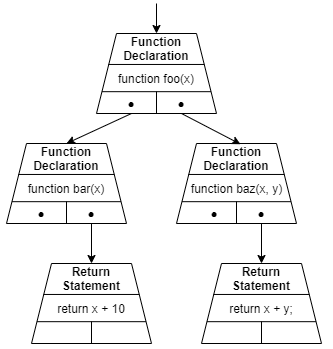 Function
Declaration
function foo(x)
Function
Declaration
function bar(x)
Function
Declaration
function baz(x, y)
Return
Statement
return x + 10
Return
Statement
return x + y;